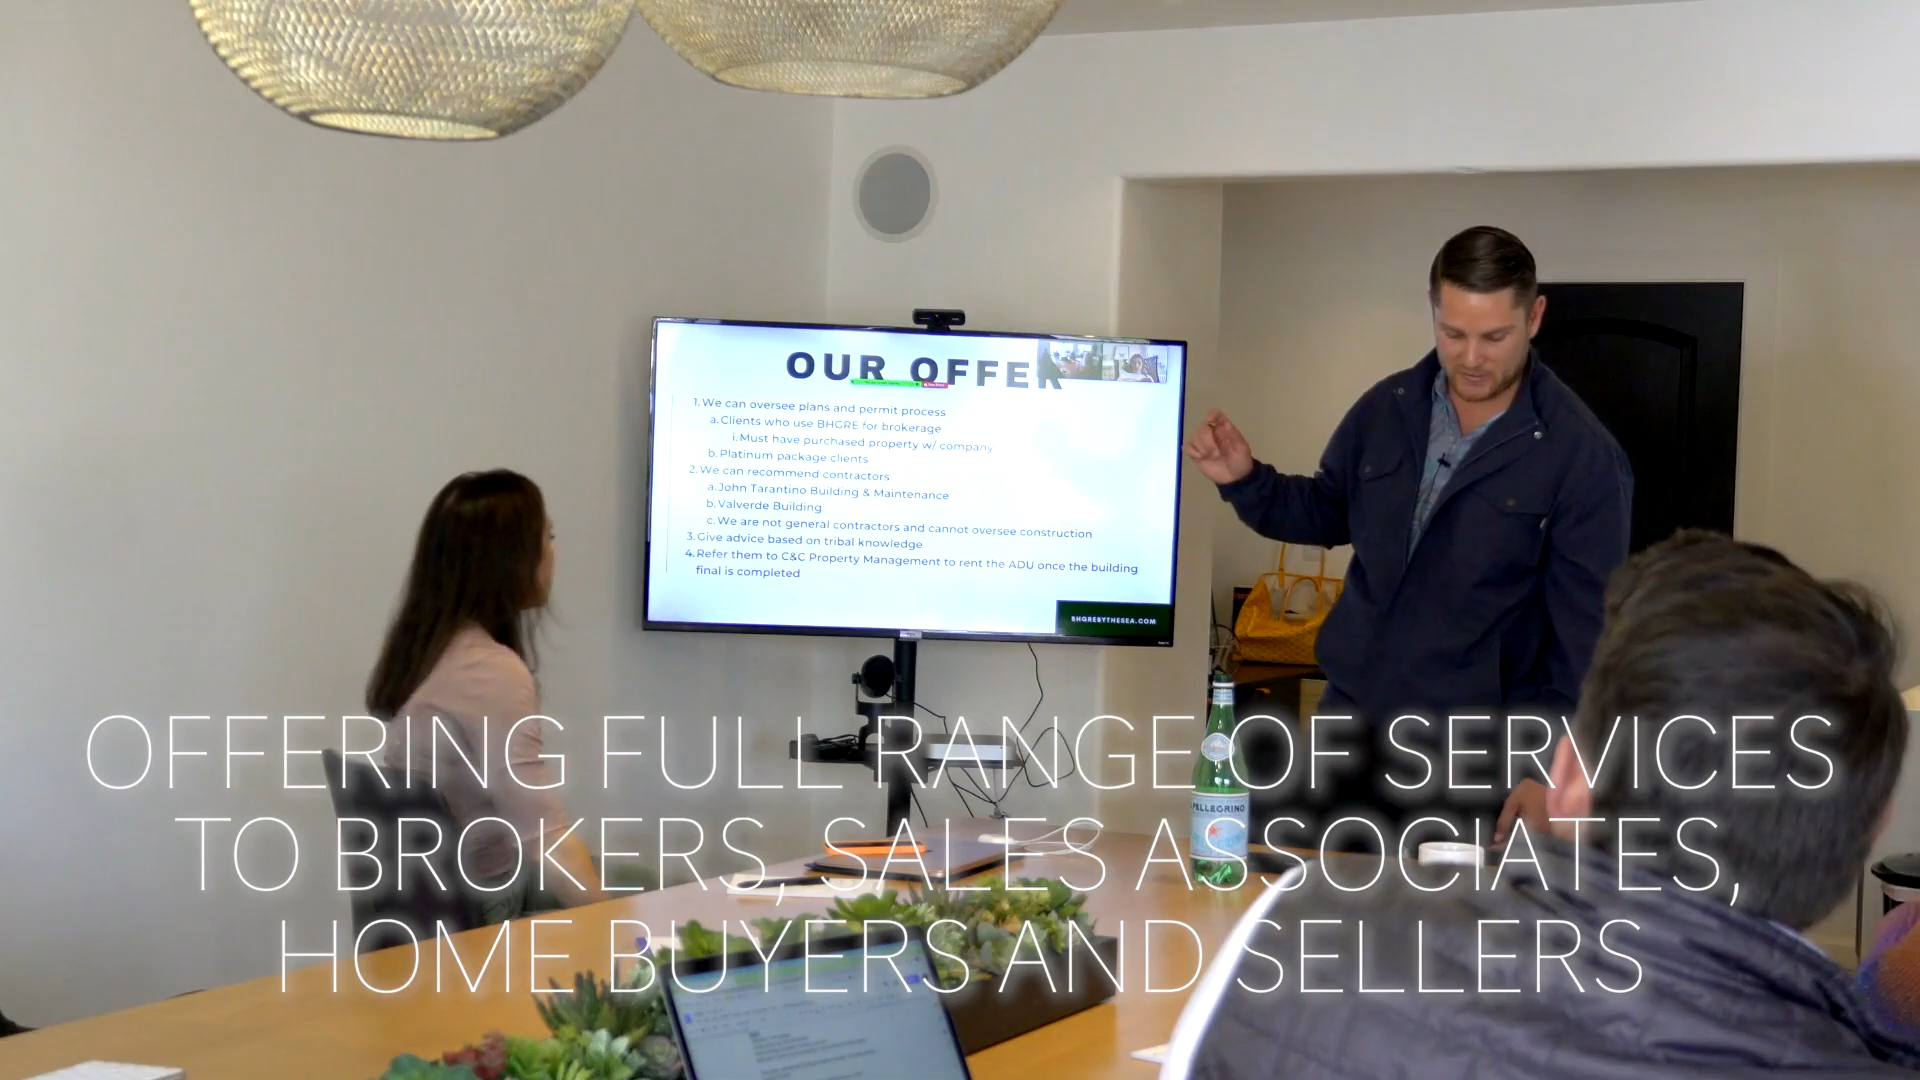 OUR OFFER
1. We can oversee plans and permit process
a. Clients who use BHGRE for brokerage
i. Must have purchased property w/ company
b. Platinum package clients
2. We can recommend contractors
a. John Tarantino Building & Maintenance
b. Valverde Building
c. We are not general contractors and cannot oversee construction
3. Give advice based on tribal knowledge
4. Refer them to C&C Property Management to rent the ADU once the building
final is completed
BHGREBYTHESEA.COM
PELLEGRINO
OFFERING FULL RANGE OF SERVICES
TO BROKERS, SALES ASSOCIATES,
HOME BUYERS AND SELLERS